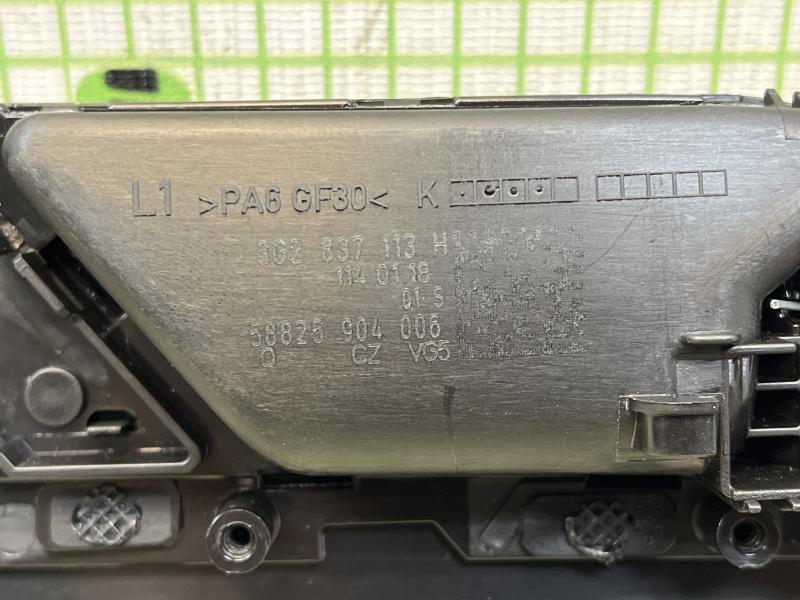 L1 >PA6 GF30< K
3G2 837 113 H
114 01 18
01 S
58825 904 006
O CZ VG5